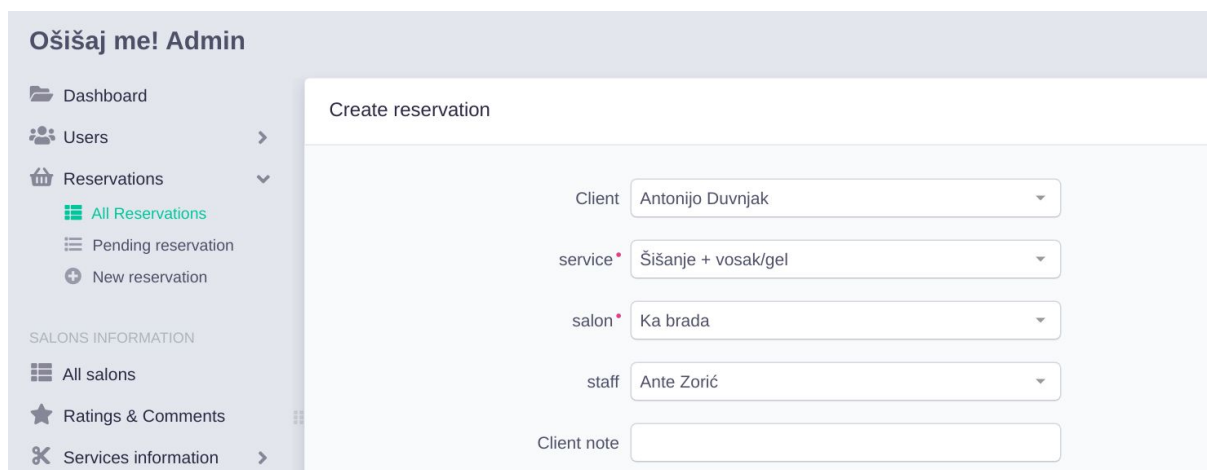 Ošišaj me! Admin
Dashboard
Users
Reservations
All Reservations
Pending reservation
New reservation
SALONS INFORMATION
All salons
Ratings & Comments
Services information
Create reservation
Client Antonijo Duvnjak
service• Šišanje + vosak/gel
salon• Ka brada
staff Ante Zorić
Client note